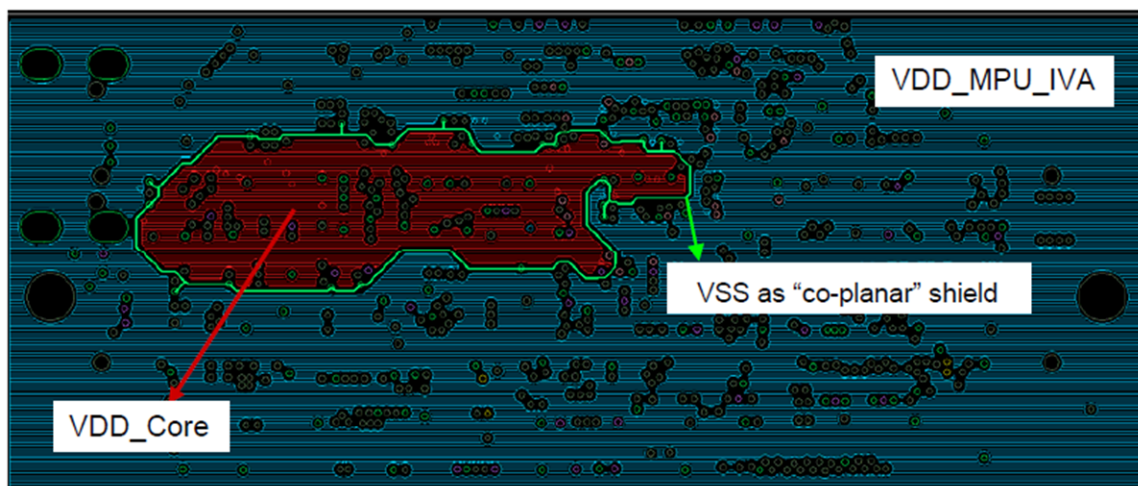 VDD_MPU_IVA
VSS as “co-planar” shield
VDD_Core